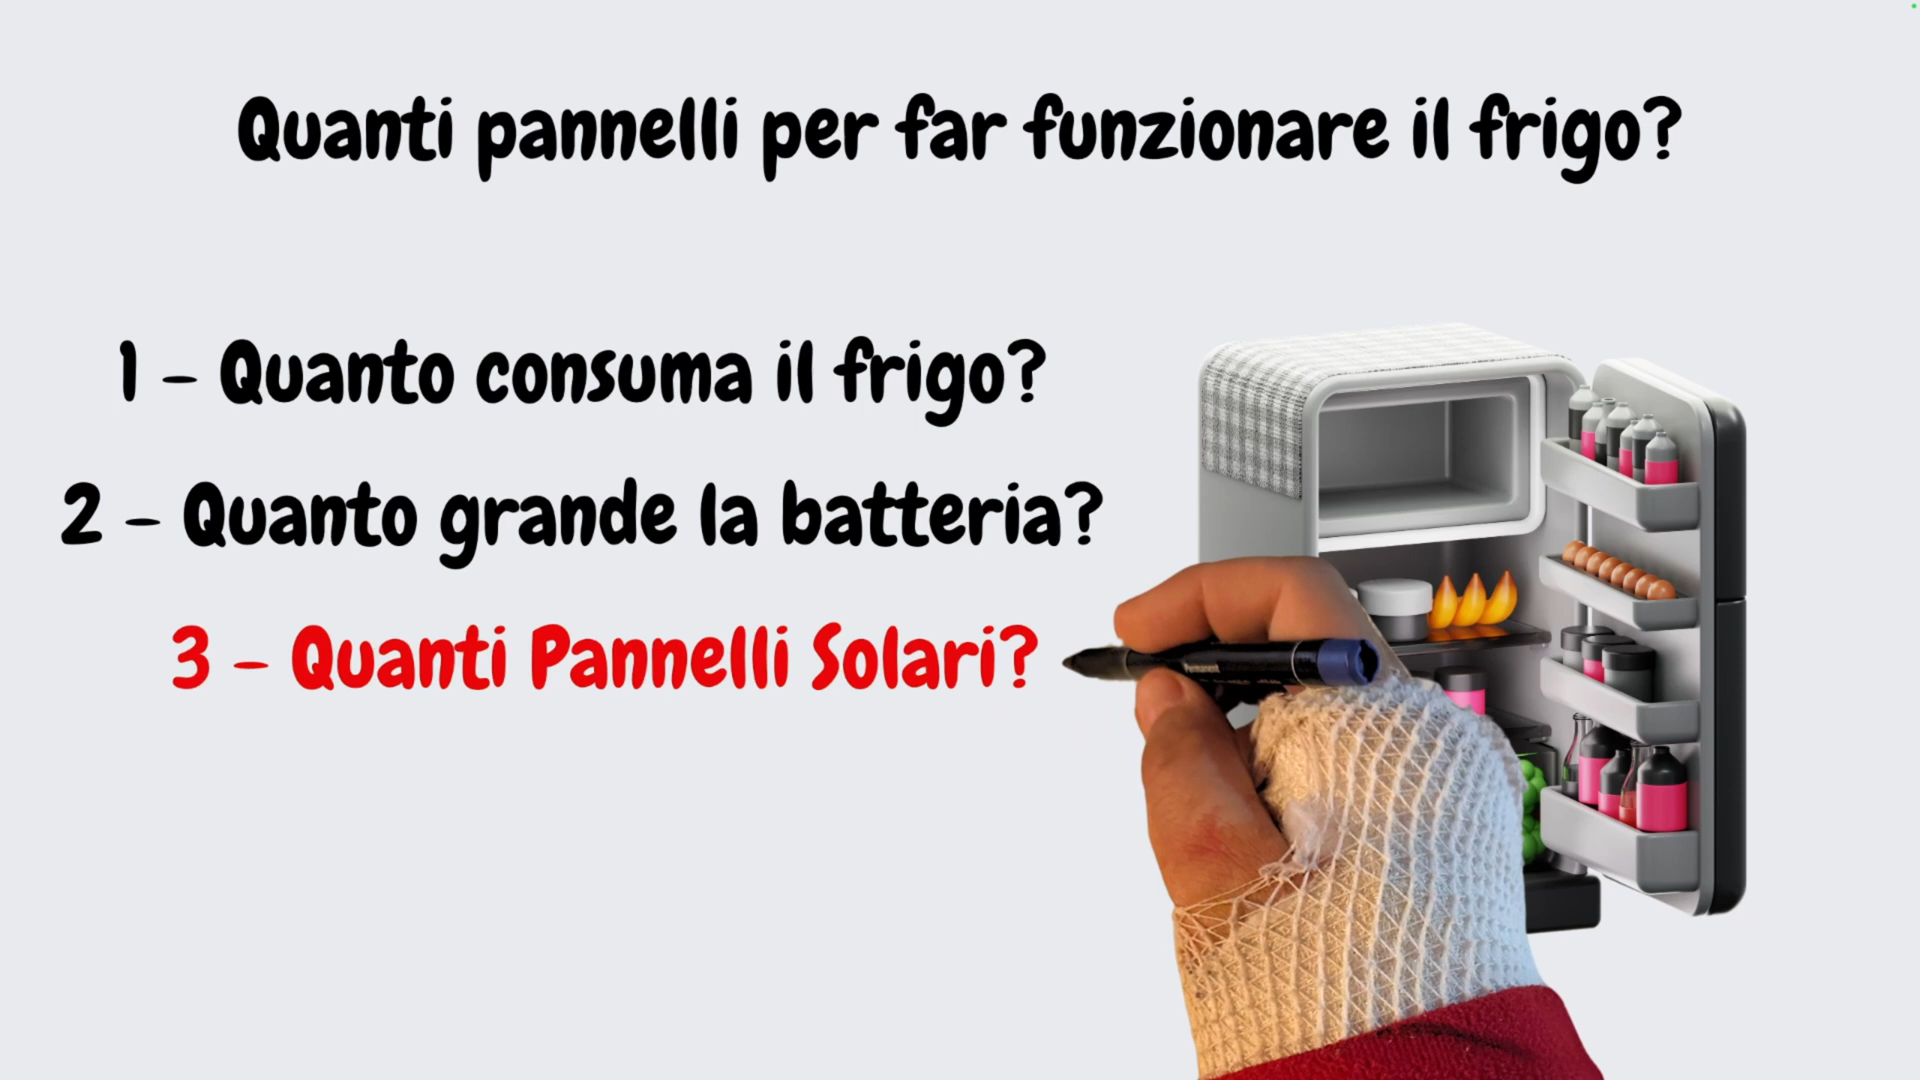 Quanti pannelli per far funzionare il frigo?
1 - Quanto consuma il frigo?
2 - Quanto grande la batteria?
3 - Quanti Pannelli Solari?